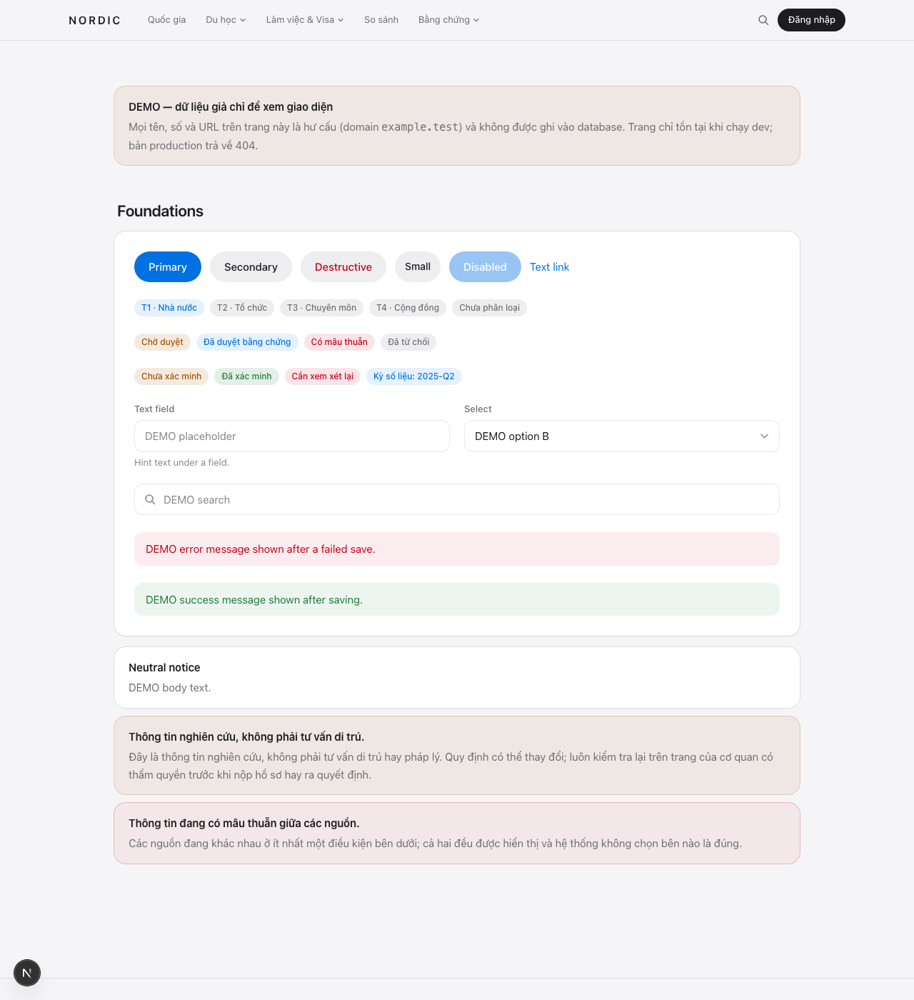 NORDIC Quốc gia Du học Làm việc & Visa So sánh Bằng chứng Đăng nhập
DEMO — dữ liệu giả chỉ để xem giao diện
Mọi tên, số và URL trên trang này là hư cấu (domain example.test) và không được ghi vào database. Trang chỉ tồn tại khi chạy dev;
bản production trả về 404.
Foundations
Primary Secondary Destructive Small Disabled Text link
T1 · Nhà nước T2 · Tổ chức T3 · Chuyên môn T4 · Cộng đồng Chưa phân loại
Chờ duyệt Đã duyệt bằng chứng Có mâu thuẫn Đã từ chối
Chưa xác minh Đã xác minh Cần xem xét lại Kỳ số liệu: 2025-Q2
Text field Select
DEMO placeholder DEMO option B
Hint text under a field.
DEMO search
DEMO error message shown after a failed save.
DEMO success message shown after saving.
Neutral notice
DEMO body text.
Thông tin nghiên cứu, không phải tư vấn di trú.
Đây là thông tin nghiên cứu, không phải tư vấn di trú hay pháp lý. Quy định có thể thay đổi; luôn kiểm tra lại trên trang của cơ quan có
thẩm quyền trước khi nộp hồ sơ hay ra quyết định.
Thông tin đang có mâu thuẫn giữa các nguồn.
Các nguồn đang khác nhau ở ít nhất một điều kiện bên dưới; cả hai đều được hiển thị và hệ thống không chọn bên nào là đúng.
N